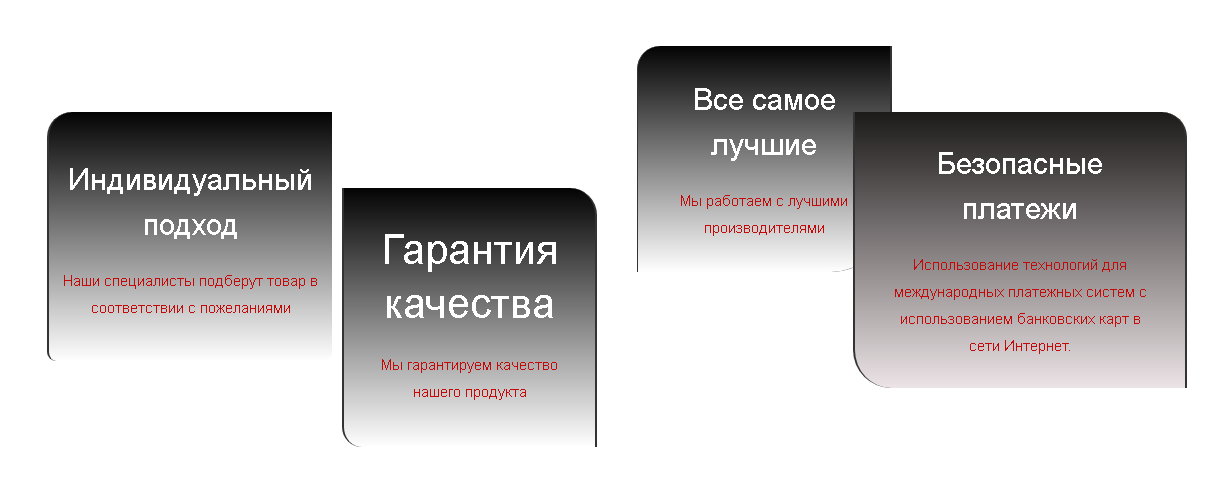 Индивидуальный
подход
Наши специалисты подберут товар в
соответствии с пожеланиями
Гарантия
качества
Мы гарантируем качество
нашего продукта
Все самое
лучшие
Мы работаем с лучшими
производителями
Безопасные
платежи
Использование технологий для
международных платежных систем с
использованием банковских карт в
сети Интернет.